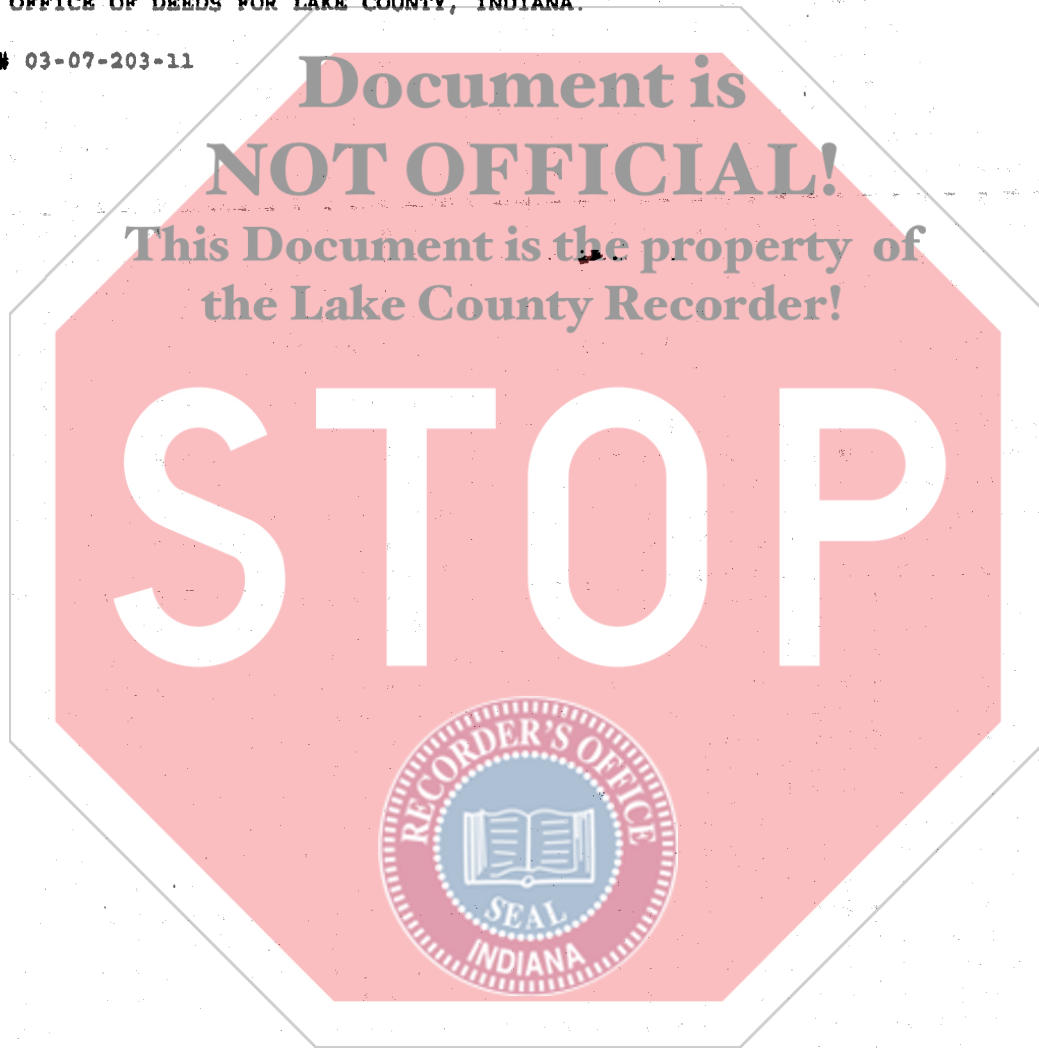 OFFICE OF DEEDS FOR LAKE COUNTY, INDIANA.
# 03-07-203-11
Document is
NOT OFFICIAL!
This Document is the property of
the Lake County Recorder!
STOP
RECORDER'S OFFICE
SEAL
INDIANA